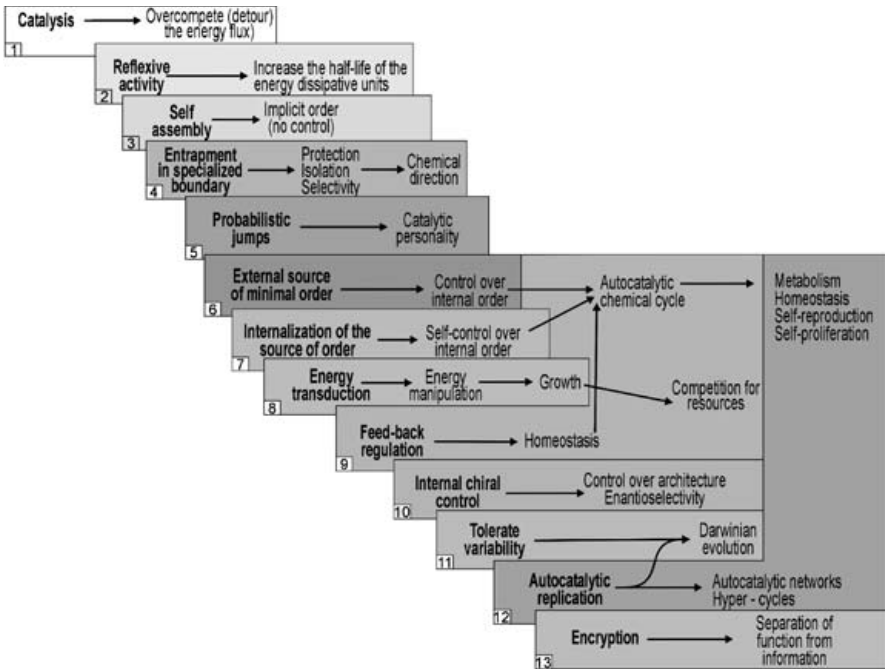 Catalysis
Overcompete (detour)
the energy flux)
1
Reflexive
activity
Increase the half-life of the
energy dissipative units
2
Self
assembly
Implicit order
(no control)
3
Entrapment
in specialized
boundary
Protection
Isolation
Selectivity
Chemical
direction
4
Probabilistic
jumps
Catalytic
personality
5
External source
of minimal order
Control over
internal order
Autocatalytic
chemical cycle
Metabolism
Homeostasis
Self-reproduction
Self-proliferation
6
Internalization of the
source of order
Self-control over
internal order
7
Energy
transduction
Energy
manipulation
Growth
Competition for
resources
8
Feed-back
regulation
Homeostasis
9
Internal chiral
control
Control over architecture
Enantioselectivity
10
Tolerate
variability
Darwinian
evolution
11
Autocatalytic
replication
Autocatalytic networks
Hyper - cycles
12
Encryption
Separation of
function from
information
13